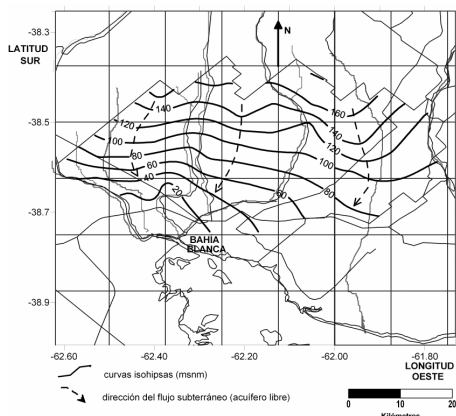 -38.3
LATITUD
SUR
N
140
160
-38.5
120
140
100
120
80
100
60
40
20
60
80
-38.7
BAHIA
BLANCA
-38.9
-62.60 -62.40 -62.20 -62.00 -61.80
LONGITUD
OESTE
curvas isohipsas (msnm)
dirección del flujo subterráneo (acuífero libre)
0 10 20
Kilómetros